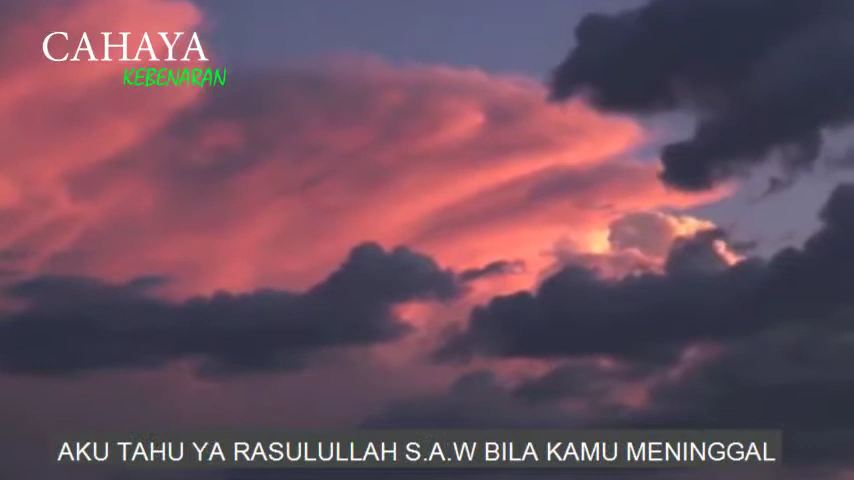 CAHAYA
KEBENARAN
AKU TAHU YA RASULULLAH S.A.W BILA KAMU MENINGGAL